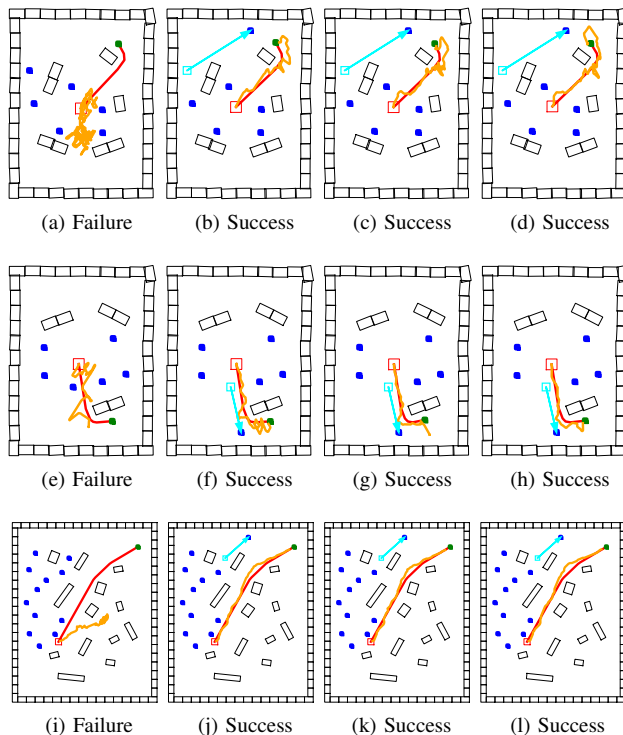 (a) Failure (b) Success (c) Success (d) Success
(e) Failure (f) Success (g) Success (h) Success
(i) Failure (j) Success (k) Success (l) Success